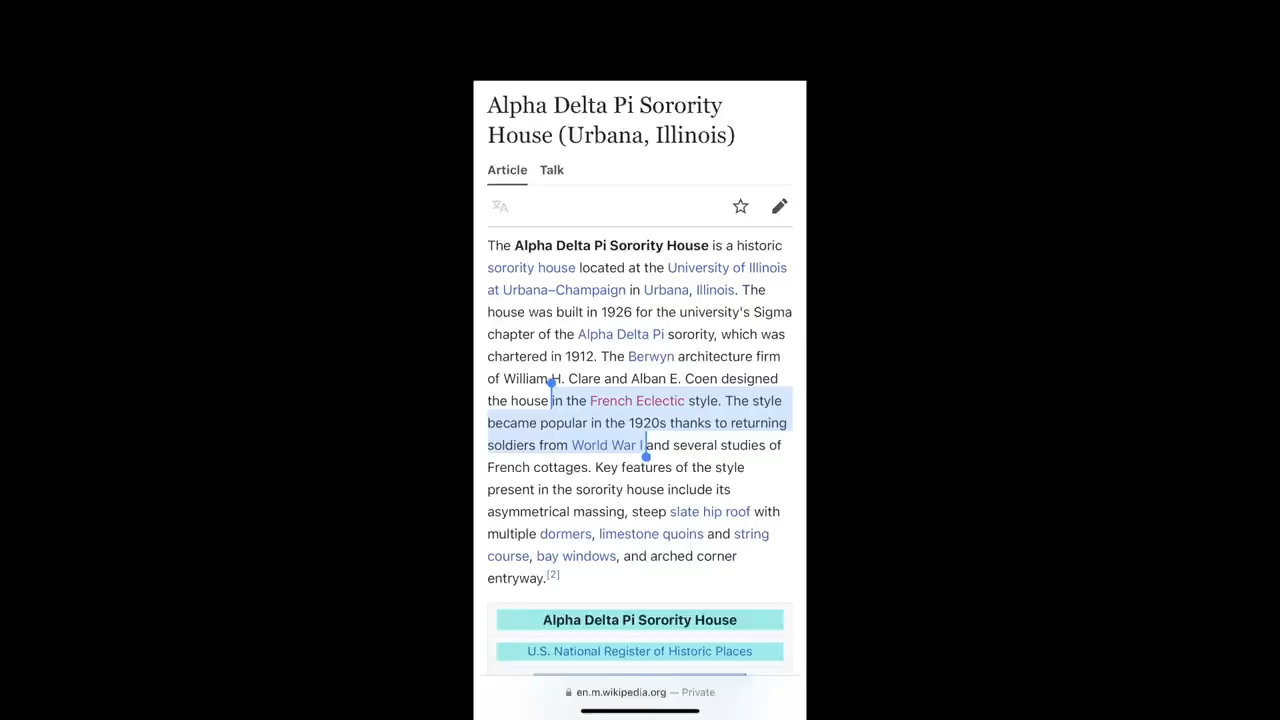 Alpha Delta Pi Sorority
House (Urbana, Illinois)
Article Talk
The Alpha Delta Pi Sorority House is a historic
sorority house located at the University of Illinois
at Urbana–Champaign in Urbana, Illinois. The
house was built in 1926 for the university's Sigma
chapter of the Alpha Delta Pi sorority, which was
chartered in 1912. The Berwyn architecture firm
of William H. Clare and Alban E. Coen designed
the house in the French Eclectic style. The style
became popular in the 1920s thanks to returning
soldiers from World War I and several studies of
French cottages. Key features of the style
present in the sorority house include its
asymmetrical massing, steep slate hip roof with
multiple dormers, limestone quoins and string
course, bay windows, and arched corner
entryway.[2]
Alpha Delta Pi Sorority House
U.S. National Register of Historic Places
en.m.wikipedia.org — Private